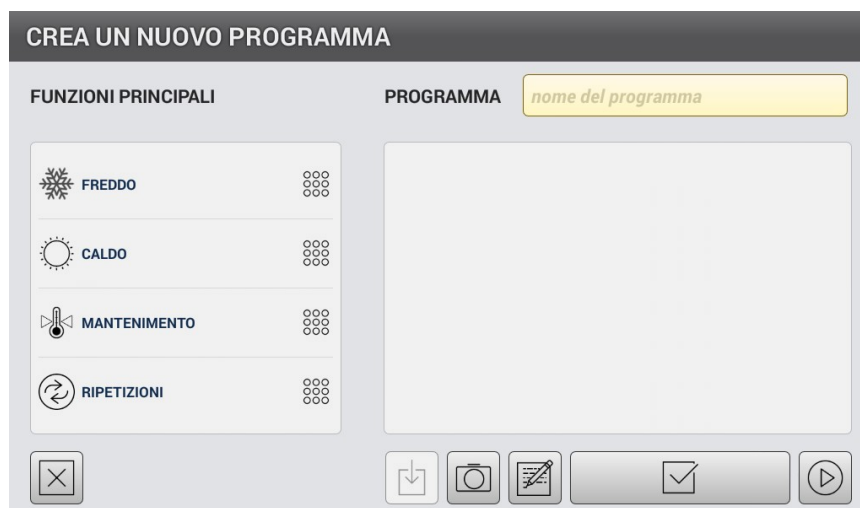 CREA UN NUOVO PROGRAMMA
FUNZIONI PRINCIPALI
PROGRAMMA nome del programma
FREDDO
CALDO
MANTENIMENTO
RIPETIZIONI